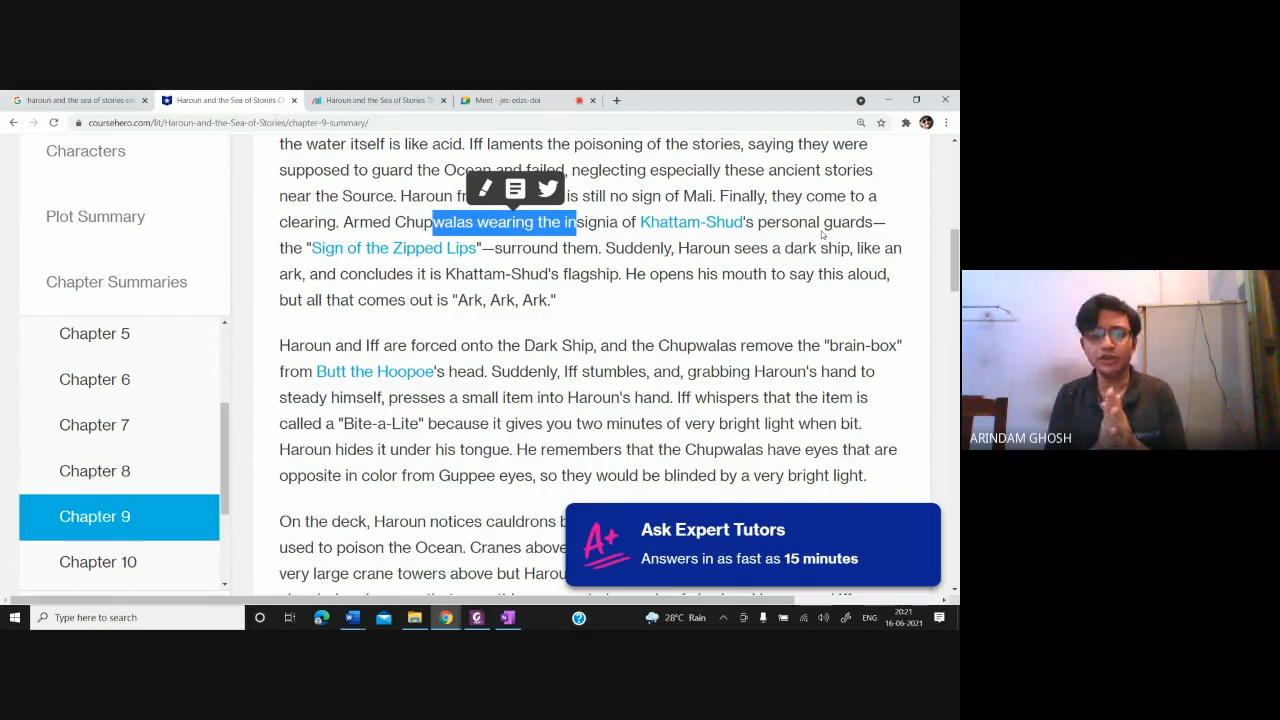 haroun and the sea of stories co
Haroun and the Sea of Stories C
Haroun and the Sea of Stories Th
Meet - jec-edzs-doi
coursehero.com/lit/Haroun-and-the-Sea-of-Stories/chapter-9-summary/
Characters
Plot Summary
Chapter Summaries
Chapter 5
Chapter 6
Chapter 7
Chapter 8
Chapter 9
Chapter 10
the water itself is like acid. Iff laments the poisoning of the stories, saying they were
supposed to guard the Ocean and failed, neglecting especially these ancient stories
near the Source. Haroun fr is still no sign of Mali. Finally, they come to a
clearing. Armed Chupwalas wearing the insignia of Khattam-Shud's personal guards—
the "Sign of the Zipped Lips"—surround them. Suddenly, Haroun sees a dark ship, like an
ark, and concludes it is Khattam-Shud's flagship. He opens his mouth to say this aloud,
but all that comes out is "Ark, Ark, Ark."
Haroun and Iff are forced onto the Dark Ship, and the Chupwalas remove the "brain-box"
from Butt the Hoopoe's head. Suddenly, Iff stumbles, and, grabbing Haroun's hand to
steady himself, presses a small item into Haroun's hand. Iff whispers that the item is
called a "Bite-a-Lite" because it gives you two minutes of very bright light when bit.
Haroun hides it under his tongue. He remembers that the Chupwalas have eyes that are
opposite in color from Guppee eyes, so they would be blinded by a very bright light.
On the deck, Haroun notices cauldrons b
used to poison the Ocean. Cranes above
very large crane towers above but Harou
A+
Ask Expert Tutors
Answers in as fast as 15 minutes
ARINDAM GHOSH
Type here to search
28°C Rain
ENG
20:21
16-06-2021